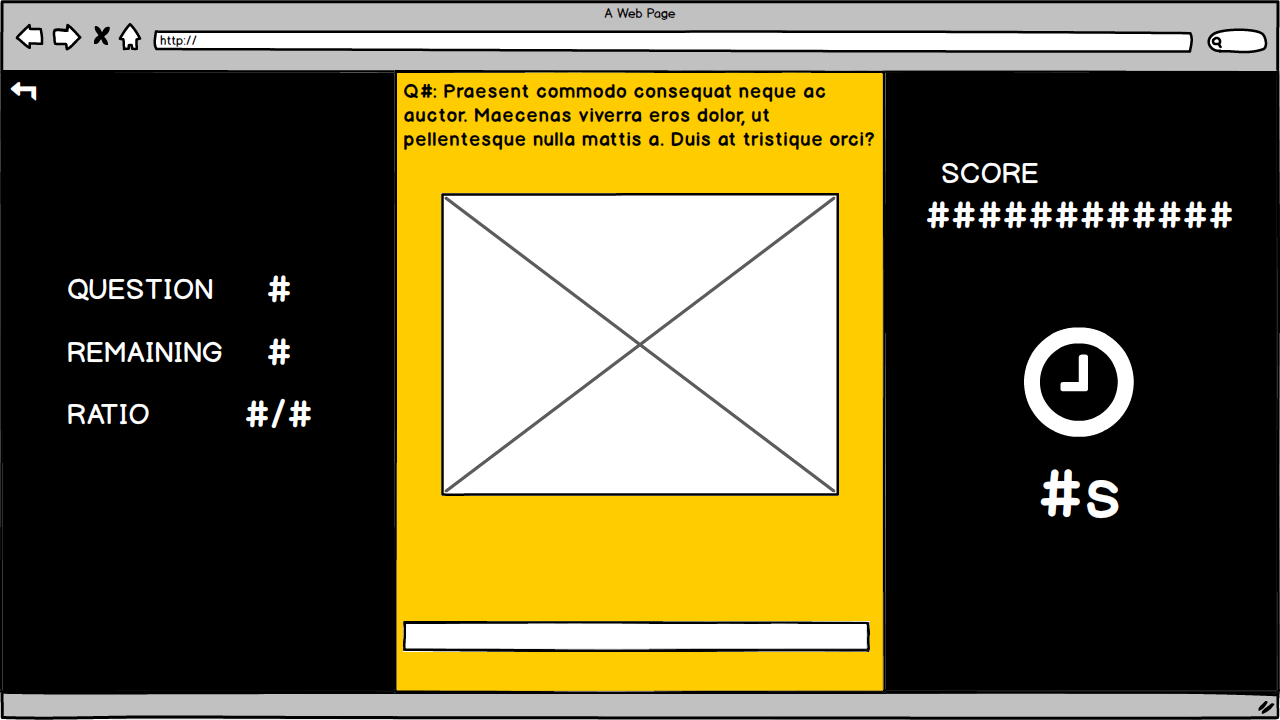 A Web Page
http://
Q#: Praesent commodo consequat neque ac
auctor. Maecenas viverra eros dolor, ut
pellentesque nulla mattis a. Duis at tristique orci?
QUESTION #
REMAINING #
RATIO #/#
SCORE
############
#s